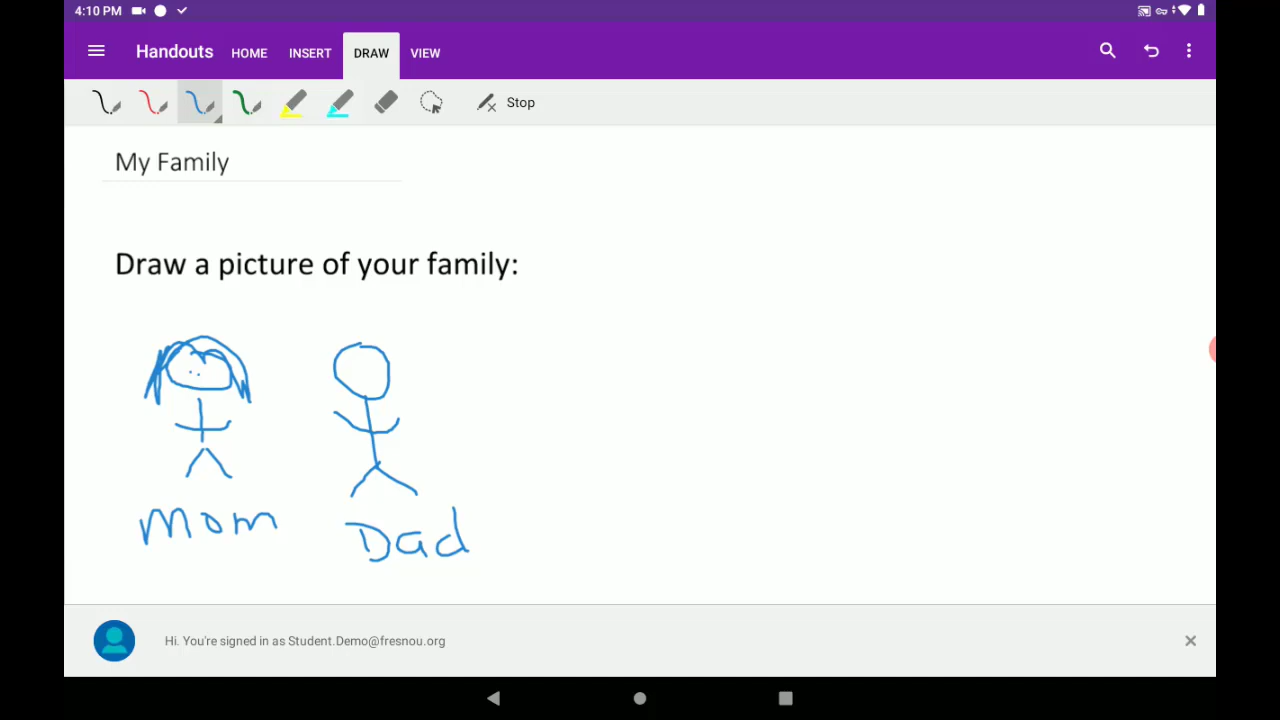 4:10 PM
Handouts HOME INSERT DRAW VIEW
Stop
My Family
Draw a picture of your family:
Mom Dad
Hi. You're signed in as Student.Demo@fresnou.org